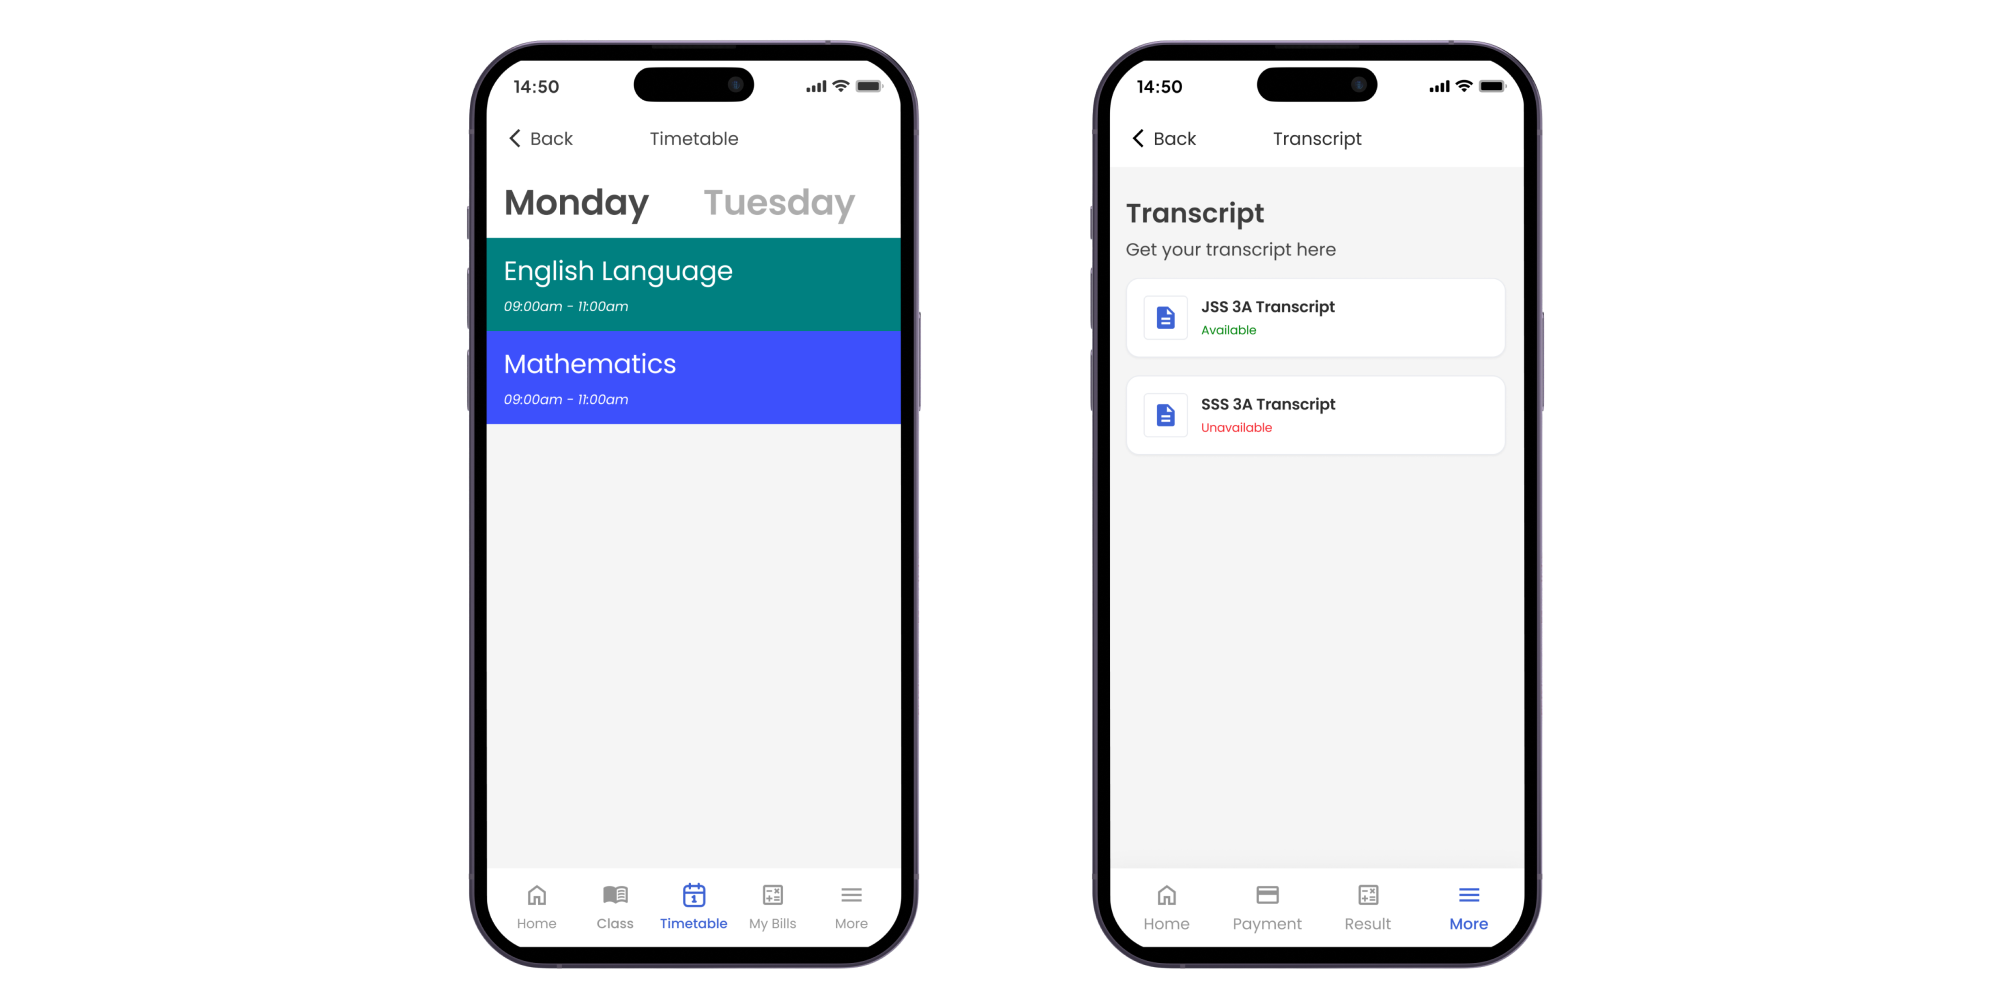 14:50
Back
Timetable
Monday
Tuesday
English Language
09:00am - 11:00am
Mathematics
09:00am - 11:00am
Home
Class
Timetable
My Bills
More
14:50
Back
Transcript
Transcript
Get your transcript here
JSS 3A Transcript
Available
SSS 3A Transcript
Unavailable
Home
Payment
Result
More